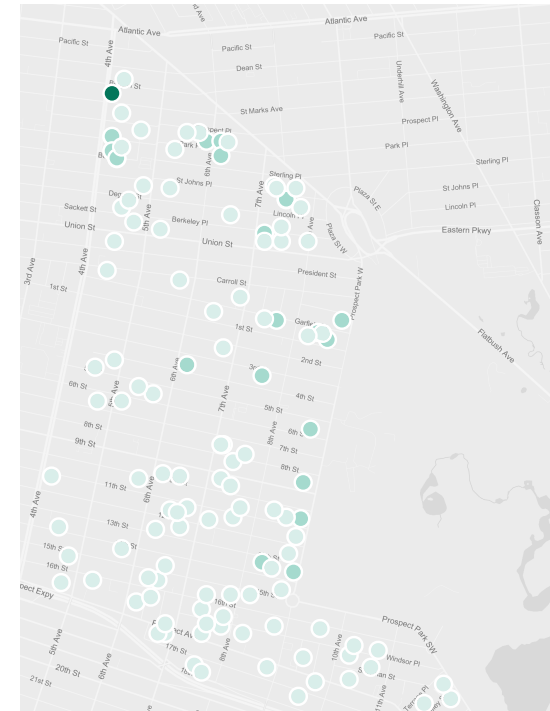 Atlantic Ave
Atlantic Ave
Pacific St
Pacific St
Pacific St
4th Ave
Dean St
Underhill Ave
Washington Ave
St Marks Ave
Prospect Pl
Park Pl
6th Ave
Sterling Pl
Sterling Pl
St Johns Pl
St Johns Pl
7th Ave
Plaza St E
Lincoln Pl
Classon Ave
Sackett St
5th Ave
Berkeley Pl
Union St
Union St
Plaza St W
Eastern Pkwy
4th Ave
3rd Ave
President St
Carroll St
1st St
Prospect Park W
1st St
Flatbush Ave
2nd St
6th Ave
4th St
6th St
7th Ave
5th St
8th St
8th Ave
7th St
9th St
8th St
11th St
6th Ave
4th Ave
13th St
15th St
16th St
16th St
Prospect Park SW
5th Ave
17th St
8th Ave
10th Ave
Windsor Pl
6th Ave
20th St
21st St
11th Ave